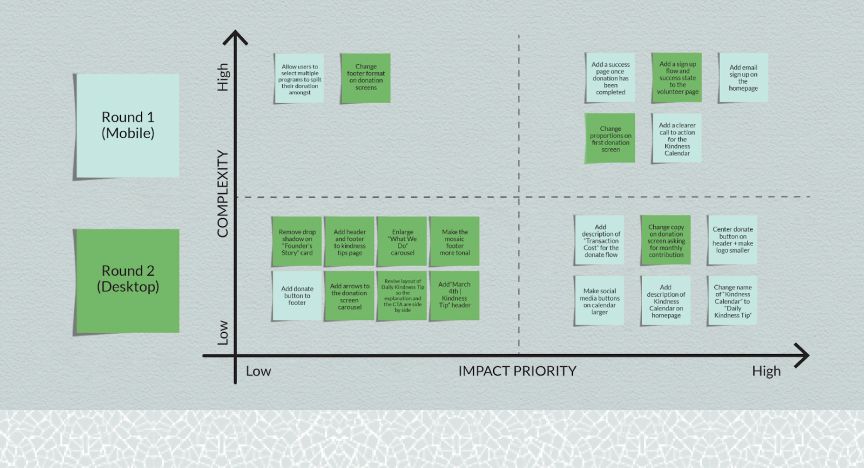 Round 1
(Mobile)
Round 2
(Desktop)
High
COMPLEXITY
Low
Allow users to
select multiple
programs to split
their donation
amongst
Change
footer format
on donation
screens
Add a success
page once
donation has
been
completed
Add a sign up
flow and
success state
to the
volunteer page
Add email
sign up on
the
homepage
Change
proportions on
first donation
screen
Add a clearer
call to action
for the
Kindness
Calendar
Remove drop
shadow on
"Founder's
Story" card
Add header
and footer
to kindness
tips page
Enlarge
"What We
Do"
carousel
Make the
mosaic
footer
more tonal
Add donate
button to
footer
Add arrows to
the donation
screen
carousel
Revise layout of
Daily Kindness Tip
so the
explanation and
the CTA are side
by side
Add "March
4th |
Kindness
Tip" header
Add
description of
"Transaction
Cost" for the
donate flow
Change copy
on donation
screen asking
for monthly
contribution
Center donate
button on
header + make
logo smaller
Make social
media buttons
on calendar
larger
Add
description of
Kindness
Calendar on
homepage
Change name
of "Kindness
Calendar" to
"Daily
Kindness Tip"
Low
IMPACT PRIORITY
High